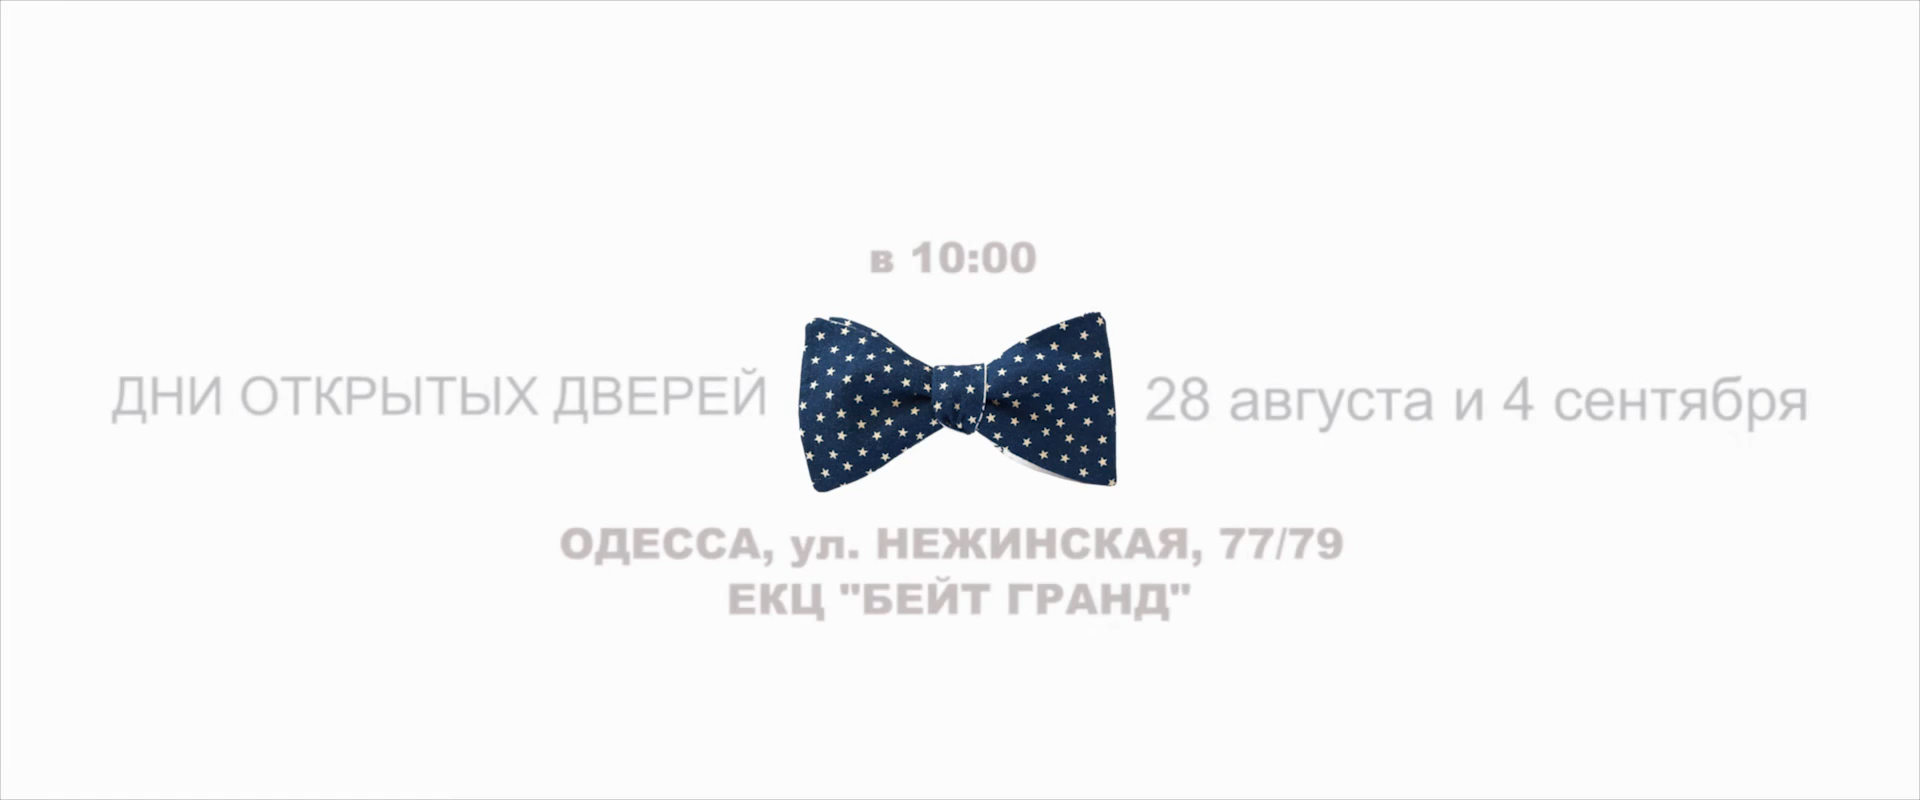 в 10:00
ДНИ ОТКРЫТЫХ ДВЕРЕЙ
28 августа и 4 сентября
ОДЕССА, ул. НЕЖИНСКАЯ, 77/79
ЕКЦ "БЕЙТ ГРАНД"